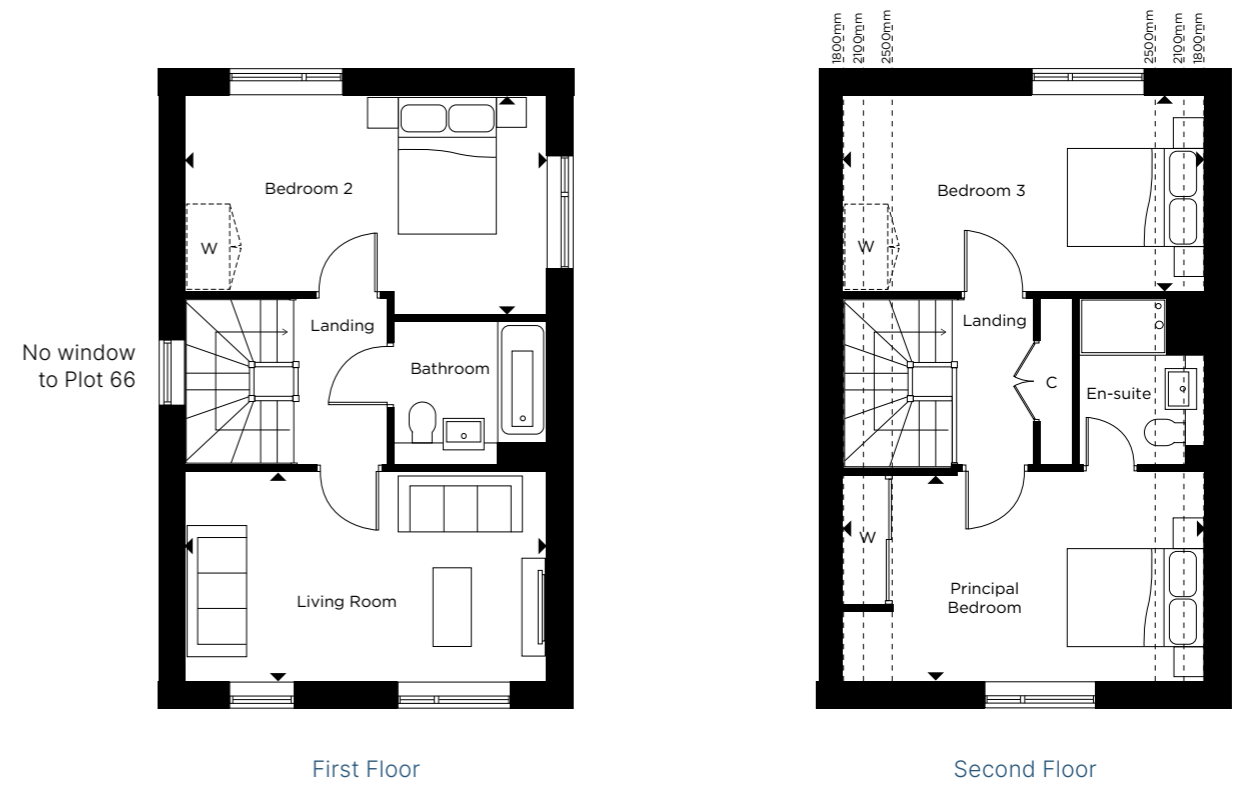 1800mm
2100mm
2500mm
2500mm
2100mm
1800mm
Bedroom 2
W
Landing
No window
to Plot 66
Bathroom
Living Room
First Floor
Bedroom 3
W
Landing
C
En-suite
W
Principal
Bedroom
Second Floor